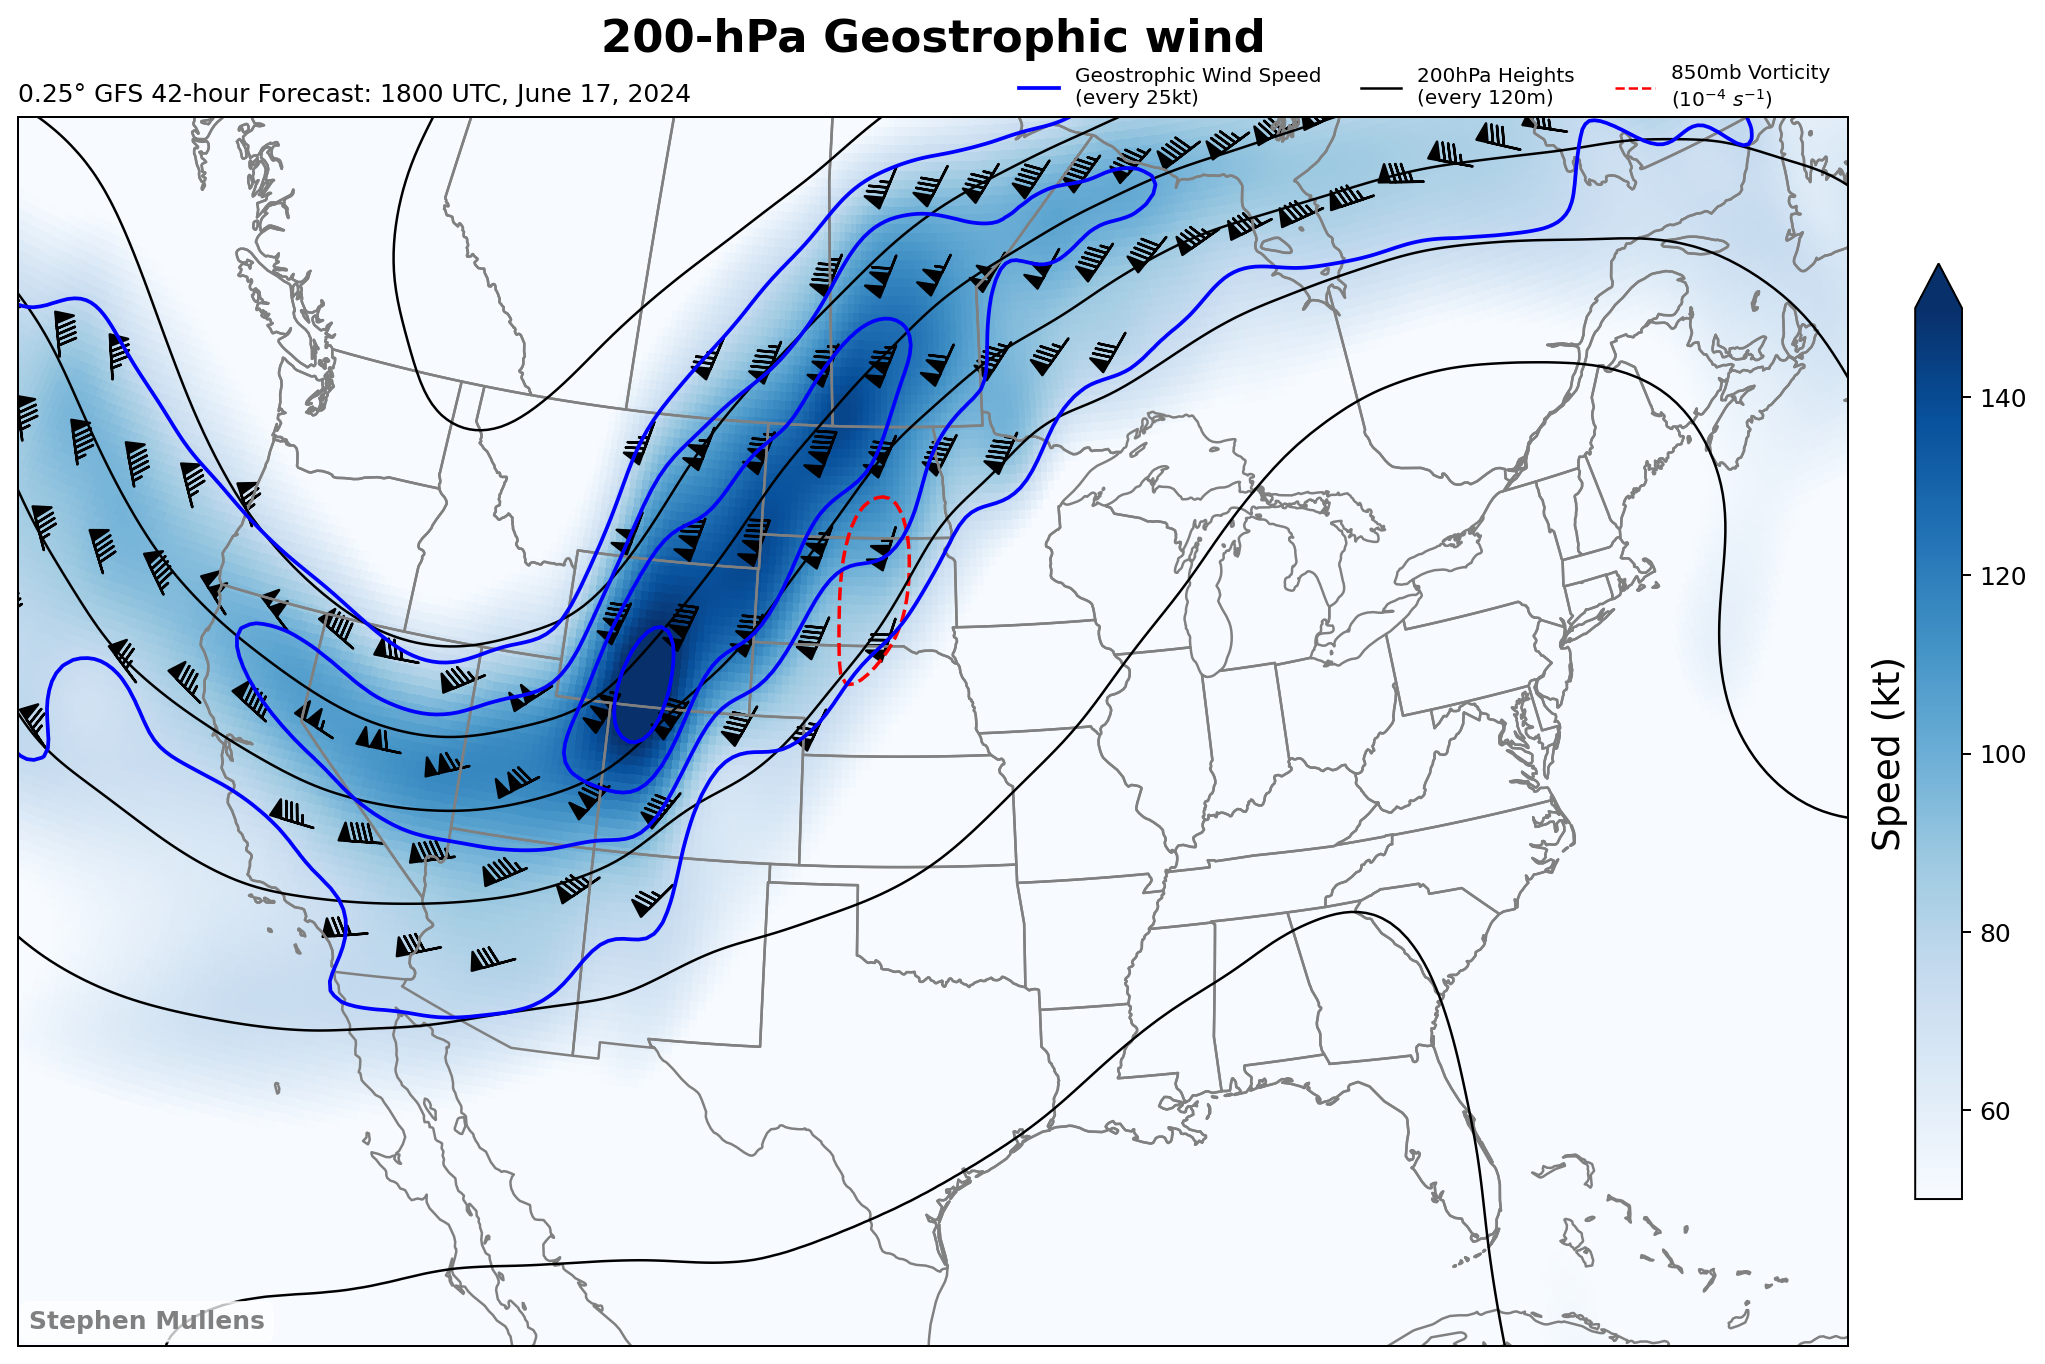 200-hPa Geostrophic wind
0.25° GFS 42-hour Forecast: 1800 UTC, June 17, 2024
Geostrophic Wind Speed
(every 25kt)
200hPa Heights
(every 120m)
850mb Vorticity
(10⁻⁴ s⁻¹)
140
120
100
80
60
Speed (kt)
Stephen Mullens